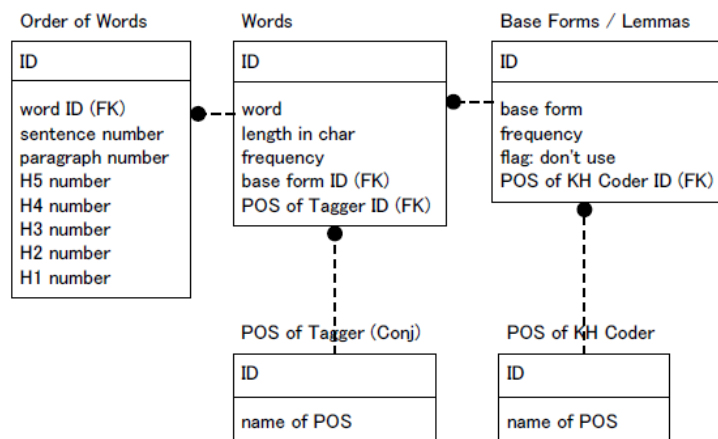 Order of Words
ID
word ID (FK)
sentence number
paragraph number
H5 number
H4 number
H3 number
H2 number
H1 number
Words
ID
word
length in char
frequency
base form ID (FK)
POS of Tagger ID (FK)
Base Forms / Lemmas
ID
base form
frequency
flag: don't use
POS of KH Coder ID (FK)
POS of Tagger (Conj)
ID
name of POS
POS of KH Coder
ID
name of POS